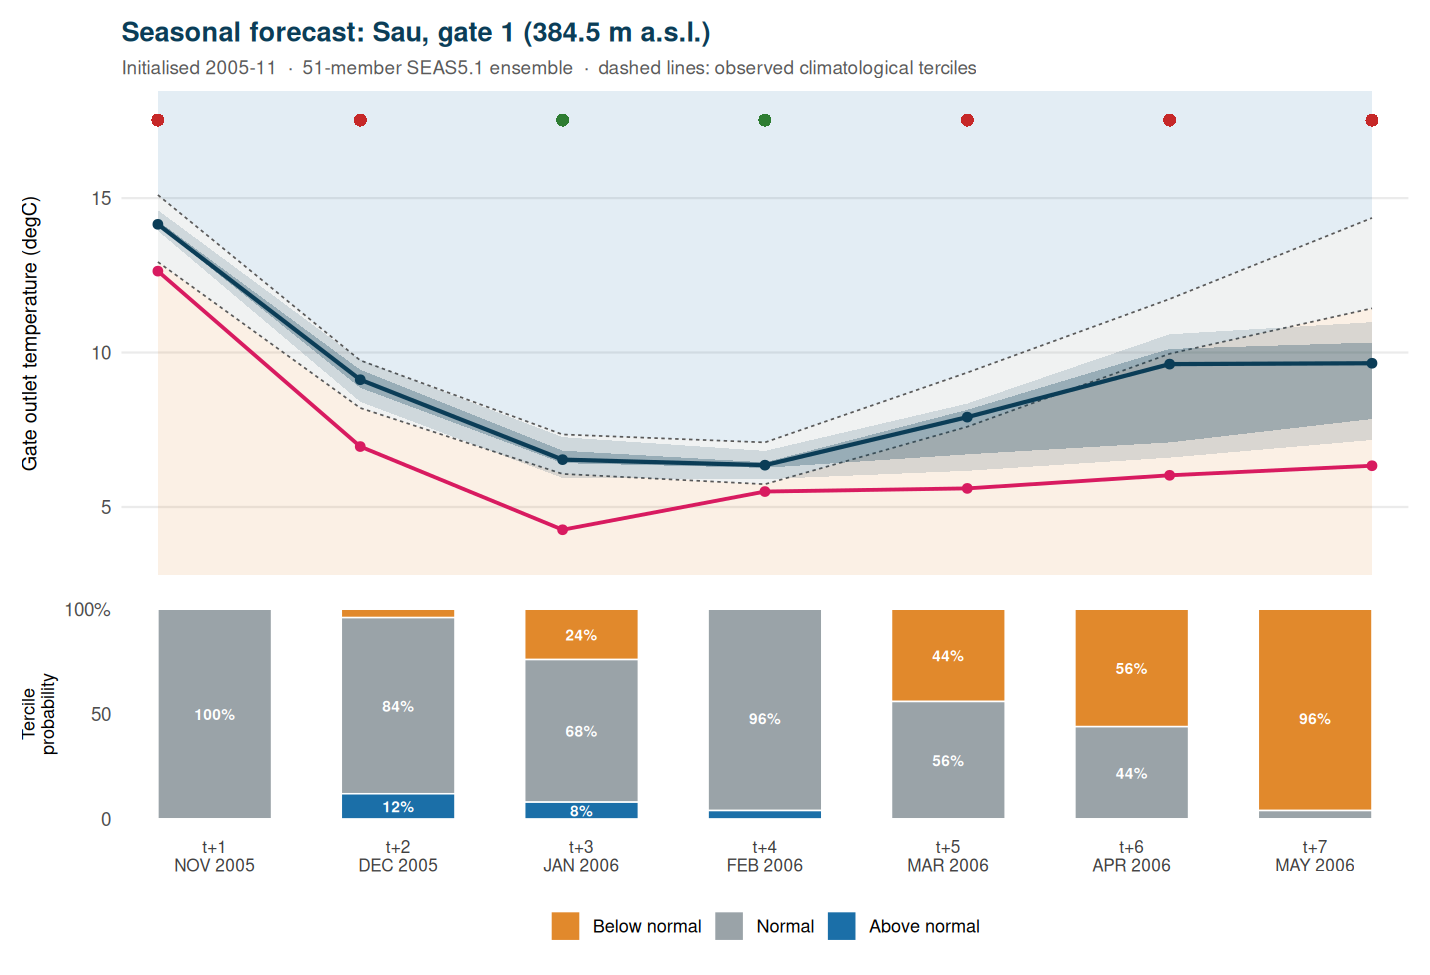 Seasonal forecast: Sau, gate 1 (384.5 m a.s.l.)
Initialised 2005-11 · 51-member SEAS5.1 ensemble · dashed lines: observed climatological terciles
Gate outlet temperature (degC)
15
10
5
Tercile
probability
100%
50
0
100%
84%
12%
24%
68%
8%
96%
44%
56%
56%
44%
96%
t+1
NOV 2005
t+2
DEC 2005
t+3
JAN 2006
t+4
FEB 2006
t+5
MAR 2006
t+6
APR 2006
t+7
MAY 2006
Below normal
Normal
Above normal